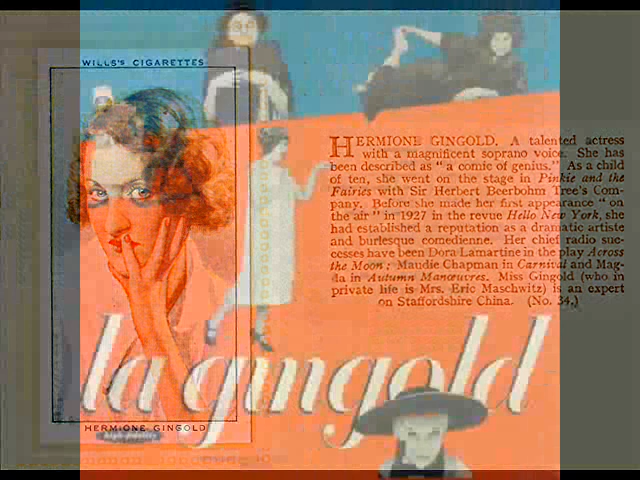 WILLS'S CIGARETTES
HERMIONE GINGOLD. A talented actress
with a magnificent soprano voice. She has
been described as "a comic of genius." As a child
of ten, she went on the stage in Pinkie and the
Fairies with Sir Herbert Beerbohm Tree's Com-
pany. Before she made her first appearance "on
the air" in 1927 in the revue Hello New York, she
had established a reputation as a dramatic artiste
and burlesque comedienne. Her chief radio suc-
cesses have been Dora Lamartine in the play Across
the Moon; Maudie Chapman in Carnival and Mag-
da in Autumn Manœuvres. Miss Gingold (who in
private life is Mrs. Eric Maschwitz) is an expert
on Staffordshire China. (No. 34.)
la gingold
HERMIONE GINGOLD
high-fidelity